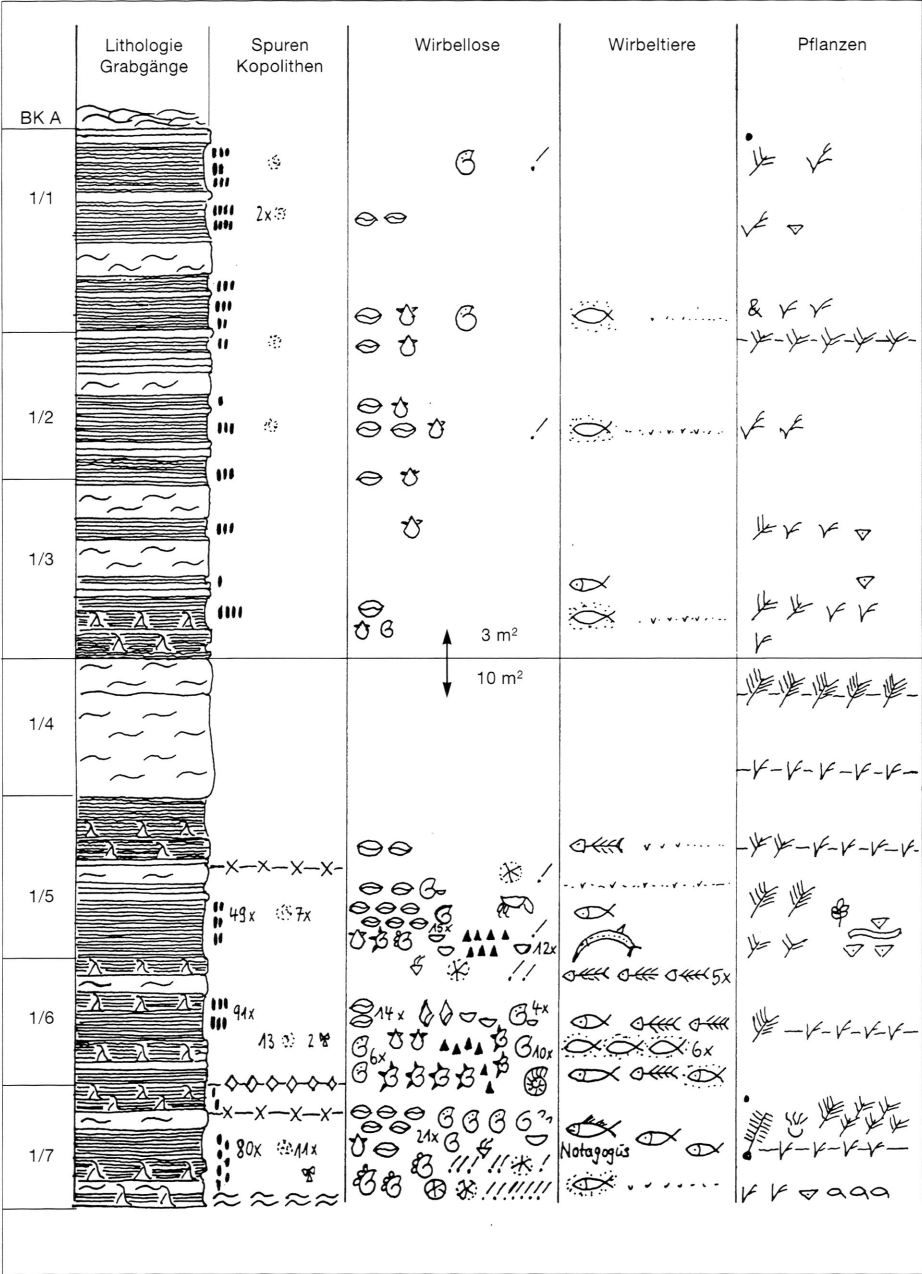 Lithologie
Grabgänge
Spuren
Kopolithen
Wirbellose
Wirbeltiere
Pflanzen
BK A
1/1
2x
&
1/2
1/3
3 m²
10 m²
1/4
1/5
49x
7x
15x
12x
5x
1/6
91x
14x
4x
13
2
6x
10x
6x
1/7
80x
11x
21x
Notagogus